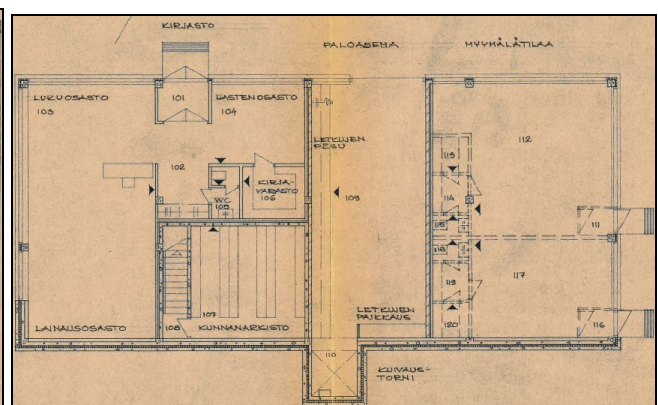 KIRJASTO
PALOASEMA
MYYMÄLÄTILAA
LUKUOSASTO
103
101
LASTENOSASTO
104
102
WC
105
KIRJA-
VARASTO
106
LETKUJEN
PESU
109
112
113
114
115
118
111
117
119
120
116
107
108
KUNNANARKISTO
LAINAUSOSASTO
LETKUJEN
PAIKKAUS
110
KUIVAUS-
TORNI